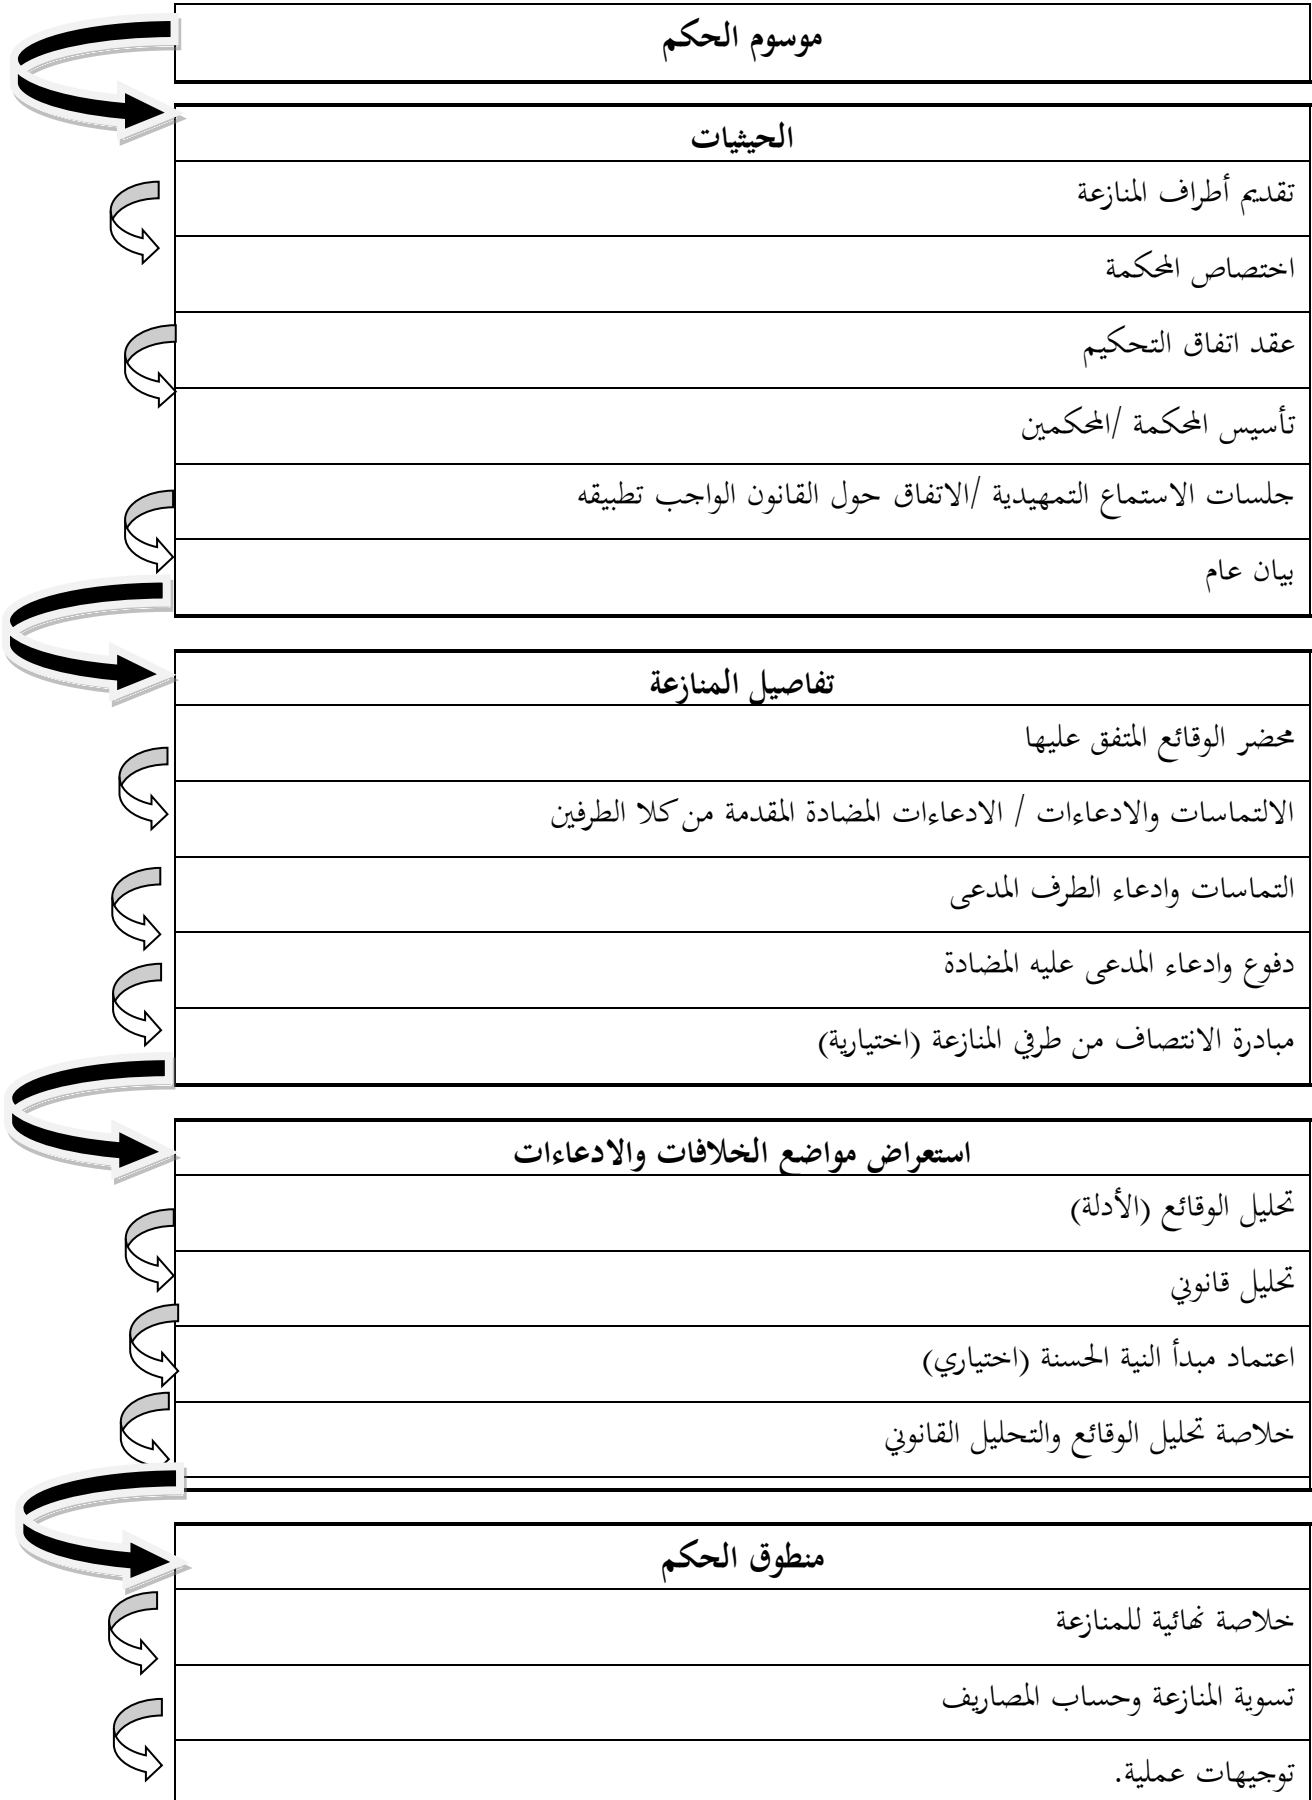 موسوم الحكم
الحيثيات
تقديم أطراف المنازعة
اختصاص المحكمة
عقد اتفاق التحكيم
تأسيس المحكمة /المحكمين
جلسات الاستماع التمهيدية /الاتفاق حول القانون الواجب تطبيقه
بيان عام
تفاصيل المنازعة
محضر الوقائع المتفق عليها
الالتماسات والادعاءات / الادعاءات المضادة المقدمة من كلا الطرفين
التماسات وادعاء الطرف المدعى
دفوع وادعاء المدعى عليه المضادة
مبادرة الانتصاف من طرفي المنازعة (اختيارية)
استعراض مواضع الخلافات والادعاءات
تحليل الوقائع (الأدلة)
تحليل قانوني
اعتماد مبدأ النية الحسنة (اختياري)
خلاصة تحليل الوقائع والتحليل القانوني
منطوق الحكم
خلاصة نهائية للمنازعة
تسوية المنازعة وحساب المصاريف
توجيهات عملية.